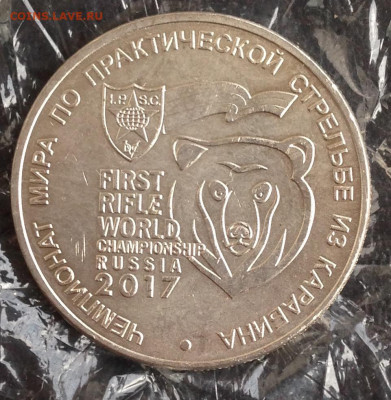 COINS.LAVE.RU
ЧЕМПИОНАТ МИРА ПО ПРАКТИЧЕСКОЙ СТРЕЛЬБЕ ИЗ КАРАБИНА
I.P.S.C.
FIRST
RIFLE
WORLD
CHAMPIONSHIP
RUSSIA
2017